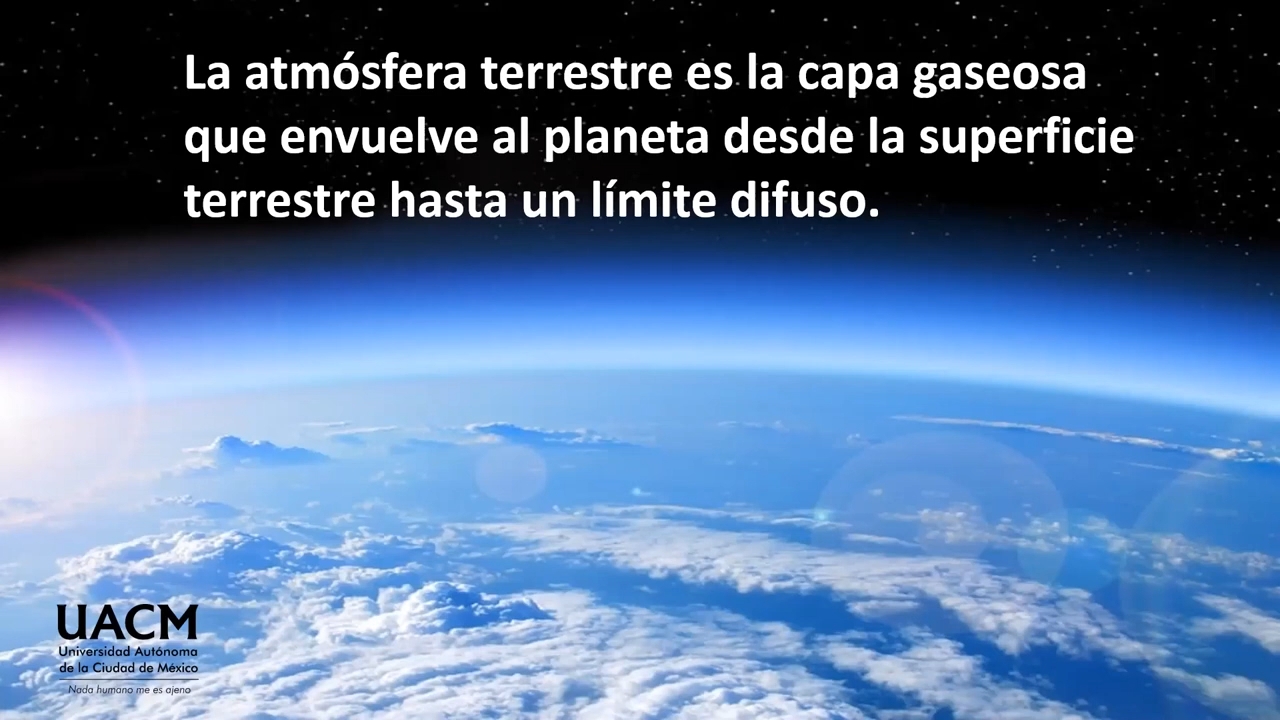 La atmósfera terrestre es la capa gaseosa
que envuelve al planeta desde la superficie
terrestre hasta un límite difuso.
UACM
Universidad Autónoma
de la Ciudad de México
Nada humano me es ajeno